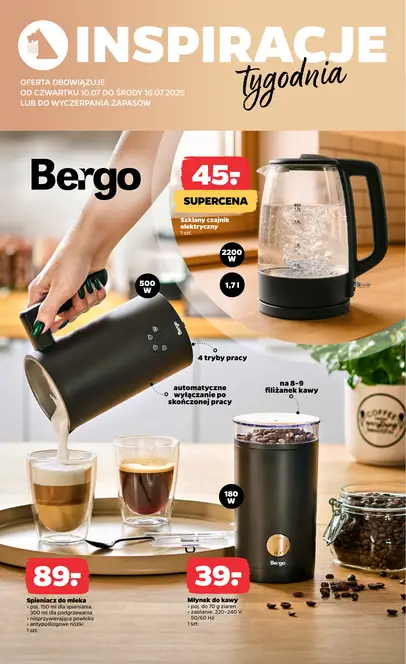 INSPIRACJE
tygodnia
OFERTA OBOWIĄZUJE
OD CZWARTKU 10.07 DO ŚRODY 16.07.2025
LUB DO WYCZERPANIA ZAPASÓW
Bergo
45.-
SUPERCENA
Szklany czajnik
elektryczny
1 szt.
2200
W
1,7 l
500
W
Bergo
4 tryby pracy
automatyczne
wyłączanie po
skończonej pracy
na 8-9
filiżanek kawy
COFFEE
180
W
Bergo
89.-
Spieniacz do mleka
• poj. 150 ml dla spieniania,
300 ml dla podgrzewania
• nieprzywierająca powłoka
• antypoślizgowe nóżki
1 szt.
39.-
Młynek do kawy
• poj. do 70 g ziaren
• zasilanie: 220-240 V,
50/60 Hz
1 szt.